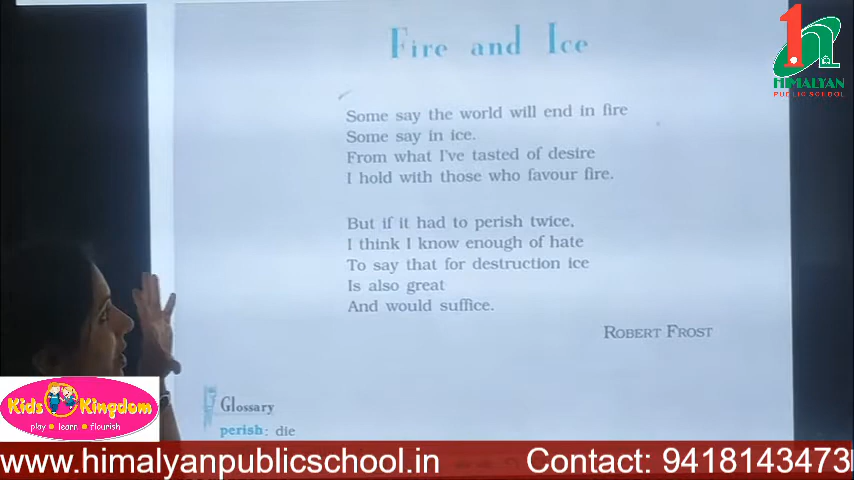 Fire and Ice
1h
HIMALYAN
PUBLIC SCHOOL
Some say the world will end in fire
Some say in ice.
From what I've tasted of desire
I hold with those who favour fire.
But if it had to perish twice,
I think I know enough of hate
To say that for destruction ice
Is also great
And would suffice.
ROBERT FROST
Glossary
perish: die
Kids Kingdom
play learn flourish
www.himalyanpublicschool.in Contact: 9418143473